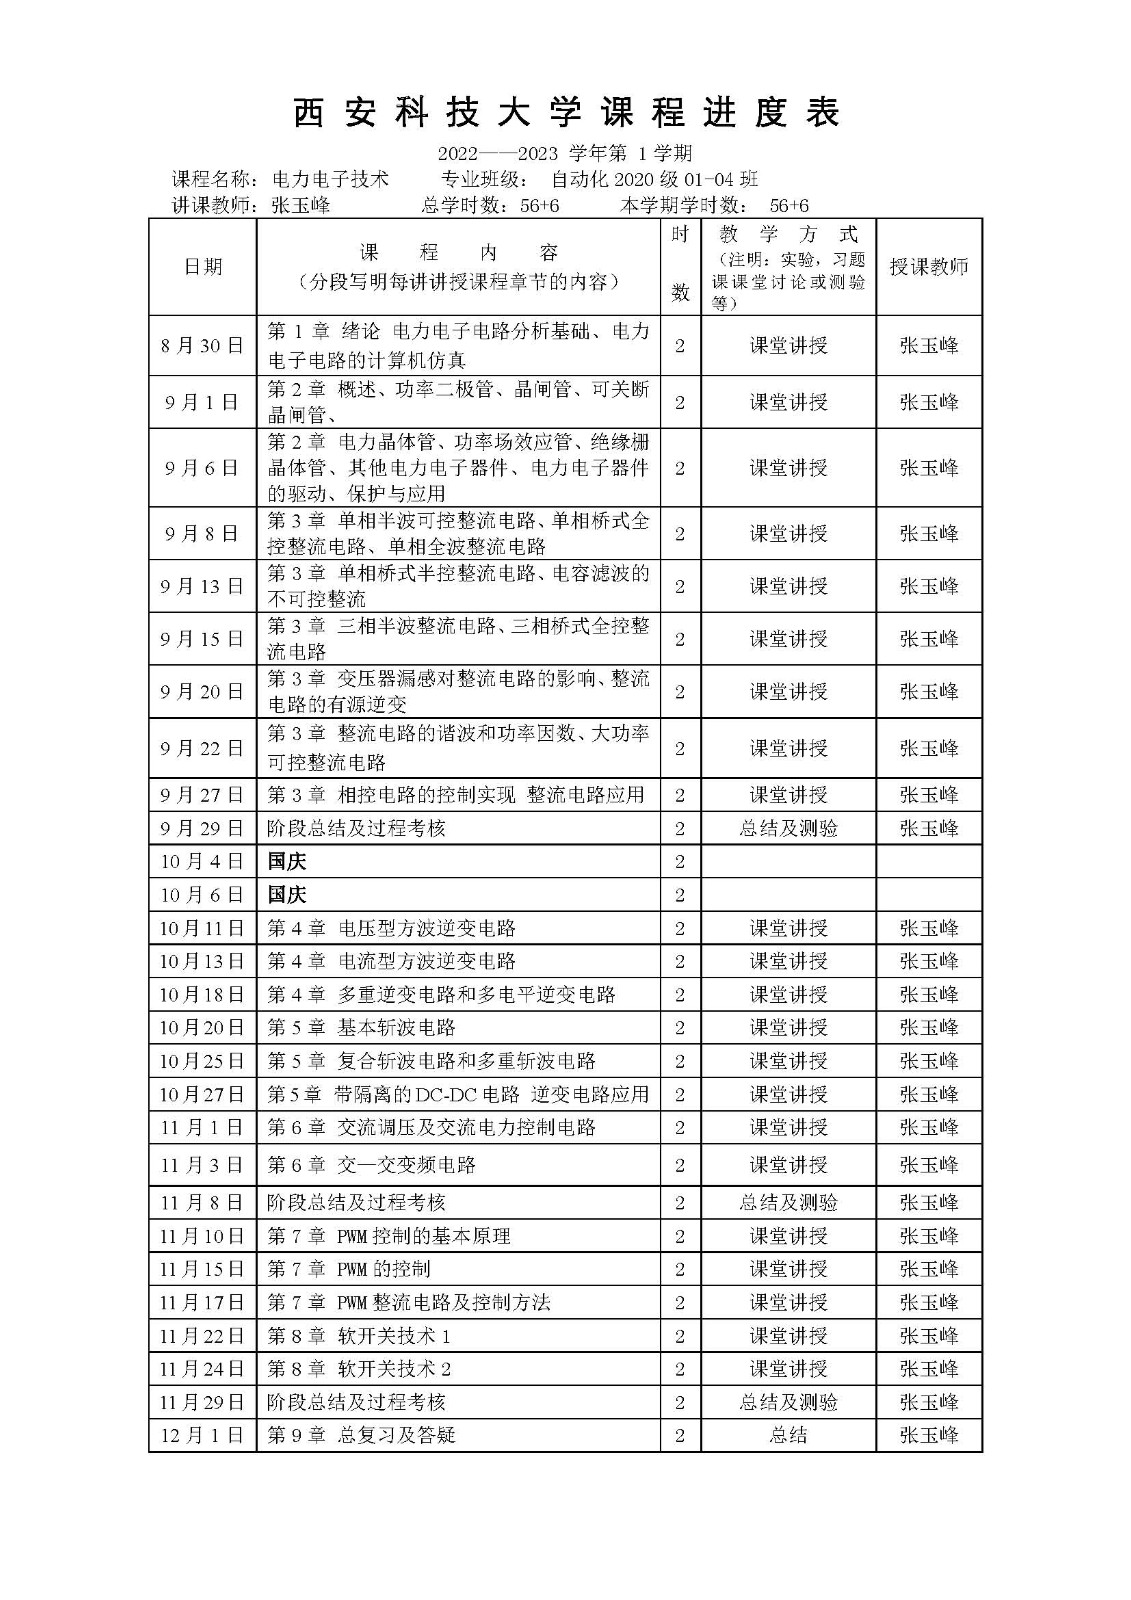 西安科技大学课程进度表
2022——2023 学年第 1 学期
课程名称：电力电子技术 专业班级： 自动化 2020 级 01-04 班
讲课教师：张玉峰 总学时数：56+6 本学期学时数： 56+6
日期 课程内容（分段写明每讲讲授课程章节的内容） 时数 教学方式（注明：实验，习题课课堂讨论或测验等） 授课教师
8 月 30 日 第 1 章 绪论 电力电子电路分析基础、电力 2 课堂讲授 张玉峰
电子电路的计算机仿真
9 月 1 日 第 2 章 概述、功率二极管、晶闸管、可关断 2 课堂讲授 张玉峰
晶闸管、
第 2 章 电力晶体管、功率场效应管、绝缘栅
9 月 6 日 晶体管、其他电力电子器件、电力电子器件 2 课堂讲授 张玉峰
的驱动、保护与应用
9 月 8 日 第 3 章 单相半波可控整流电路、单相桥式全 2 课堂讲授 张玉峰
控整流电路、单相全波整流电路
9 月 13 日 第 3 章 单相桥式半控整流电路、电容滤波的 2 课堂讲授 张玉峰
不可控整流
9 月 15 日 第 3 章 三相半波整流电路、三相桥式全控整 2 课堂讲授 张玉峰
流电路
9 月 20 日 第 3 章 变压器漏感对整流电路的影响、整流 2 课堂讲授 张玉峰
电路的有源逆变
9 月 22 日 第 3 章 整流电路的谐波和功率因数、大功率 2 课堂讲授 张玉峰
可控整流电路
9 月 27 日 第 3 章 相控电路的控制实现 整流电路应用 2 课堂讲授 张玉峰
9 月 29 日 阶段总结及过程考核 2 总结及测验 张玉峰
10 月 4 日 国庆 2
10 月 6 日 国庆 2
10 月 11 日 第 4 章 电压型方波逆变电路 2 课堂讲授 张玉峰
10 月 13 日 第 4 章 电流型方波逆变电路 2 课堂讲授 张玉峰
10 月 18 日 第 4 章 多重逆变电路和多电平逆变电路 2 课堂讲授 张玉峰
10 月 20 日 第 5 章 基本斩波电路 2 课堂讲授 张玉峰
10 月 25 日 第 5 章 复合斩波电路和多重斩波电路 2 课堂讲授 张玉峰
10 月 27 日 第 5 章 带隔离的 DC-DC 电路 逆变电路应用 2 课堂讲授 张玉峰
11 月 1 日 第 6 章 交流调压及交流电力控制电路 2 课堂讲授 张玉峰
11 月 3 日 第 6 章 交—交变频电路 2 课堂讲授 张玉峰
11 月 8 日 阶段总结及过程考核 2 总结及测验 张玉峰
11 月 10 日 第 7 章 PWM 控制的基本原理 2 课堂讲授 张玉峰
11 月 15 日 第 7 章 PWM 的控制 2 课堂讲授 张玉峰
11 月 17 日 第 7 章 PWM 整流电路及控制方法 2 课堂讲授 张玉峰
11 月 22 日 第 8 章 软开关技术 1 2 课堂讲授 张玉峰
11 月 24 日 第 8 章 软开关技术 2 2 课堂讲授 张玉峰
11 月 29 日 阶段总结及过程考核 2 总结及测验 张玉峰
12 月 1 日 第 9 章 总复习及答疑 2 总结 张玉峰